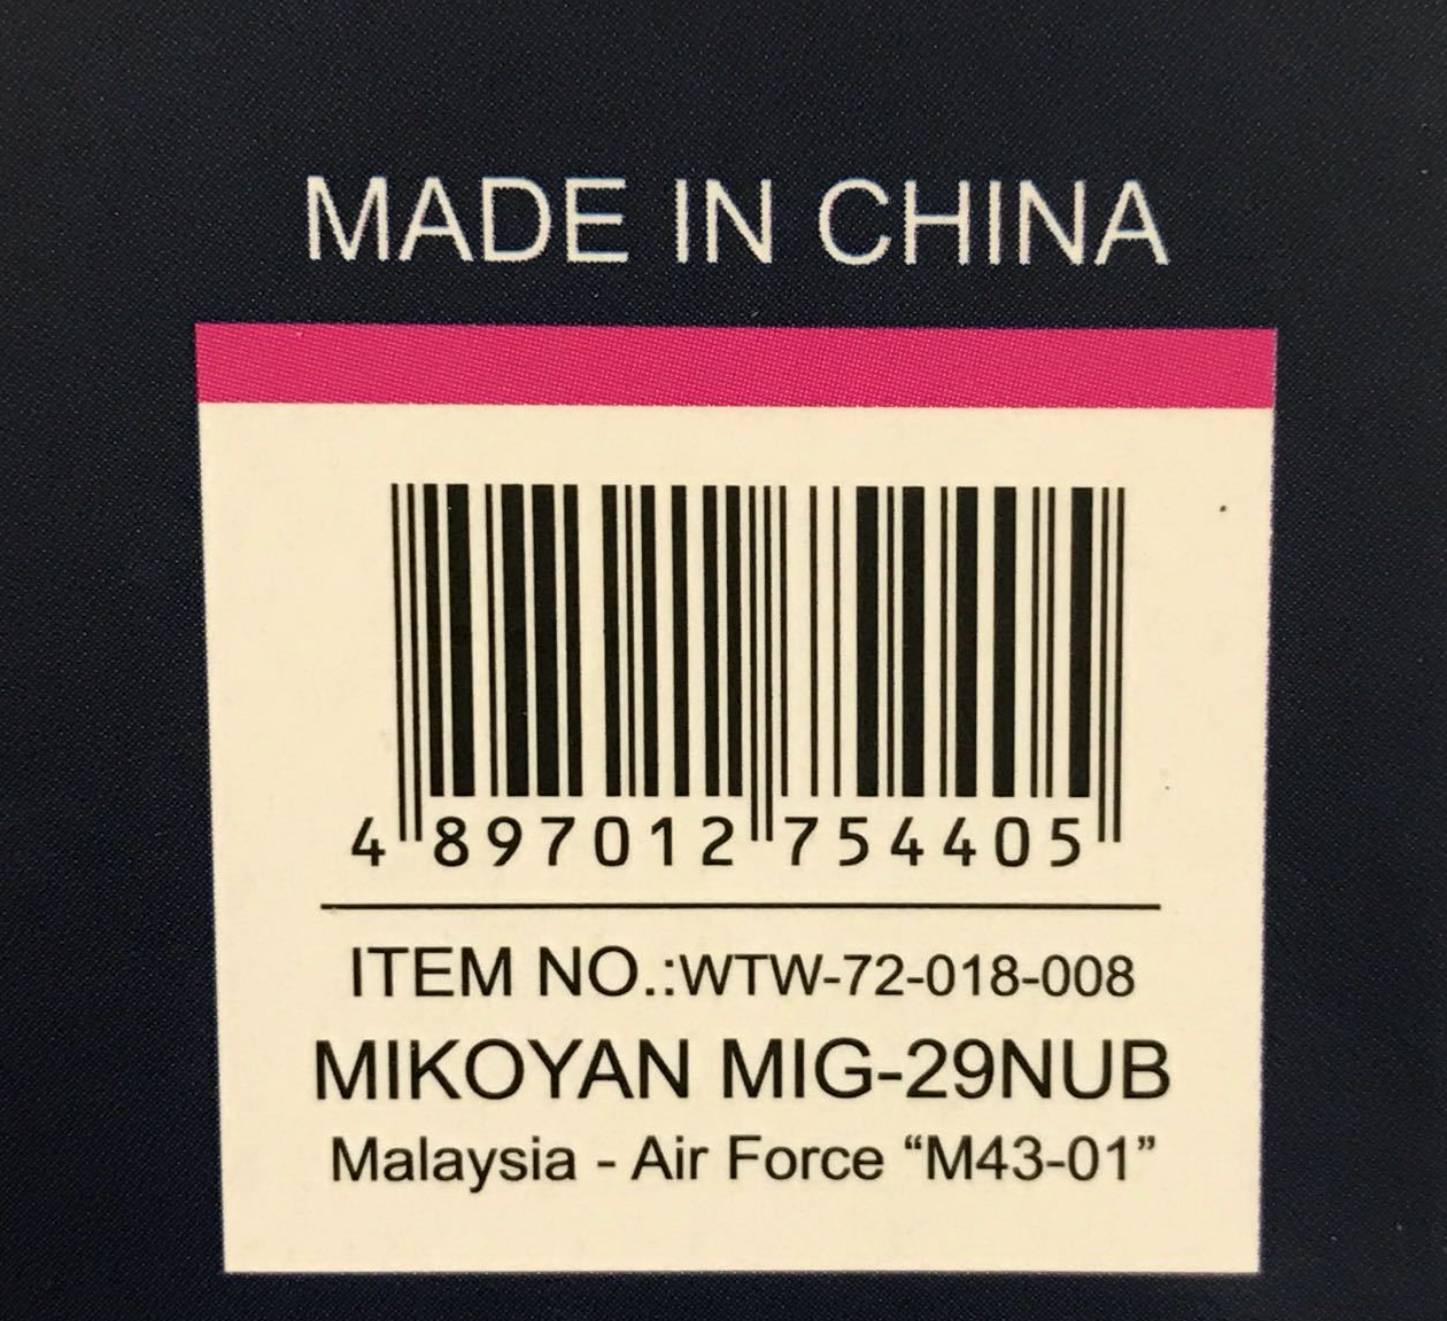 MADE IN CHINA
4 897012 754405
ITEM NO.:WTW-72-018-008
MIKOYAN MIG-29NUB
Malaysia - Air Force “M43-01”